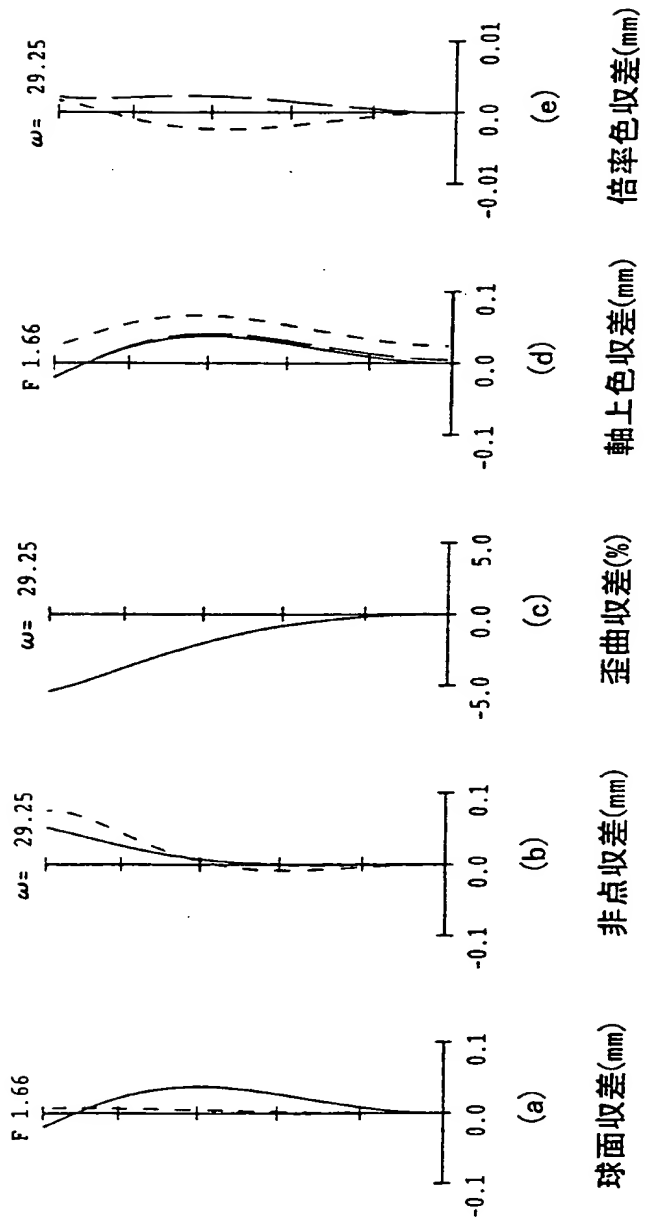 F 1.66
-0.1 0.0 0.1
(a)
球面収差(mm)
ω= 29.25
-0.1 0.0 0.1
(b)
非点収差(mm)
ω= 29.25
-5.0 0.0 5.0
(c)
歪曲収差(%)
F 1.66
-0.1 0.0 0.1
(d)
軸上色収差(mm)
ω= 29.25
-0.01 0.0 0.01
(e)
倍率色収差(mm)